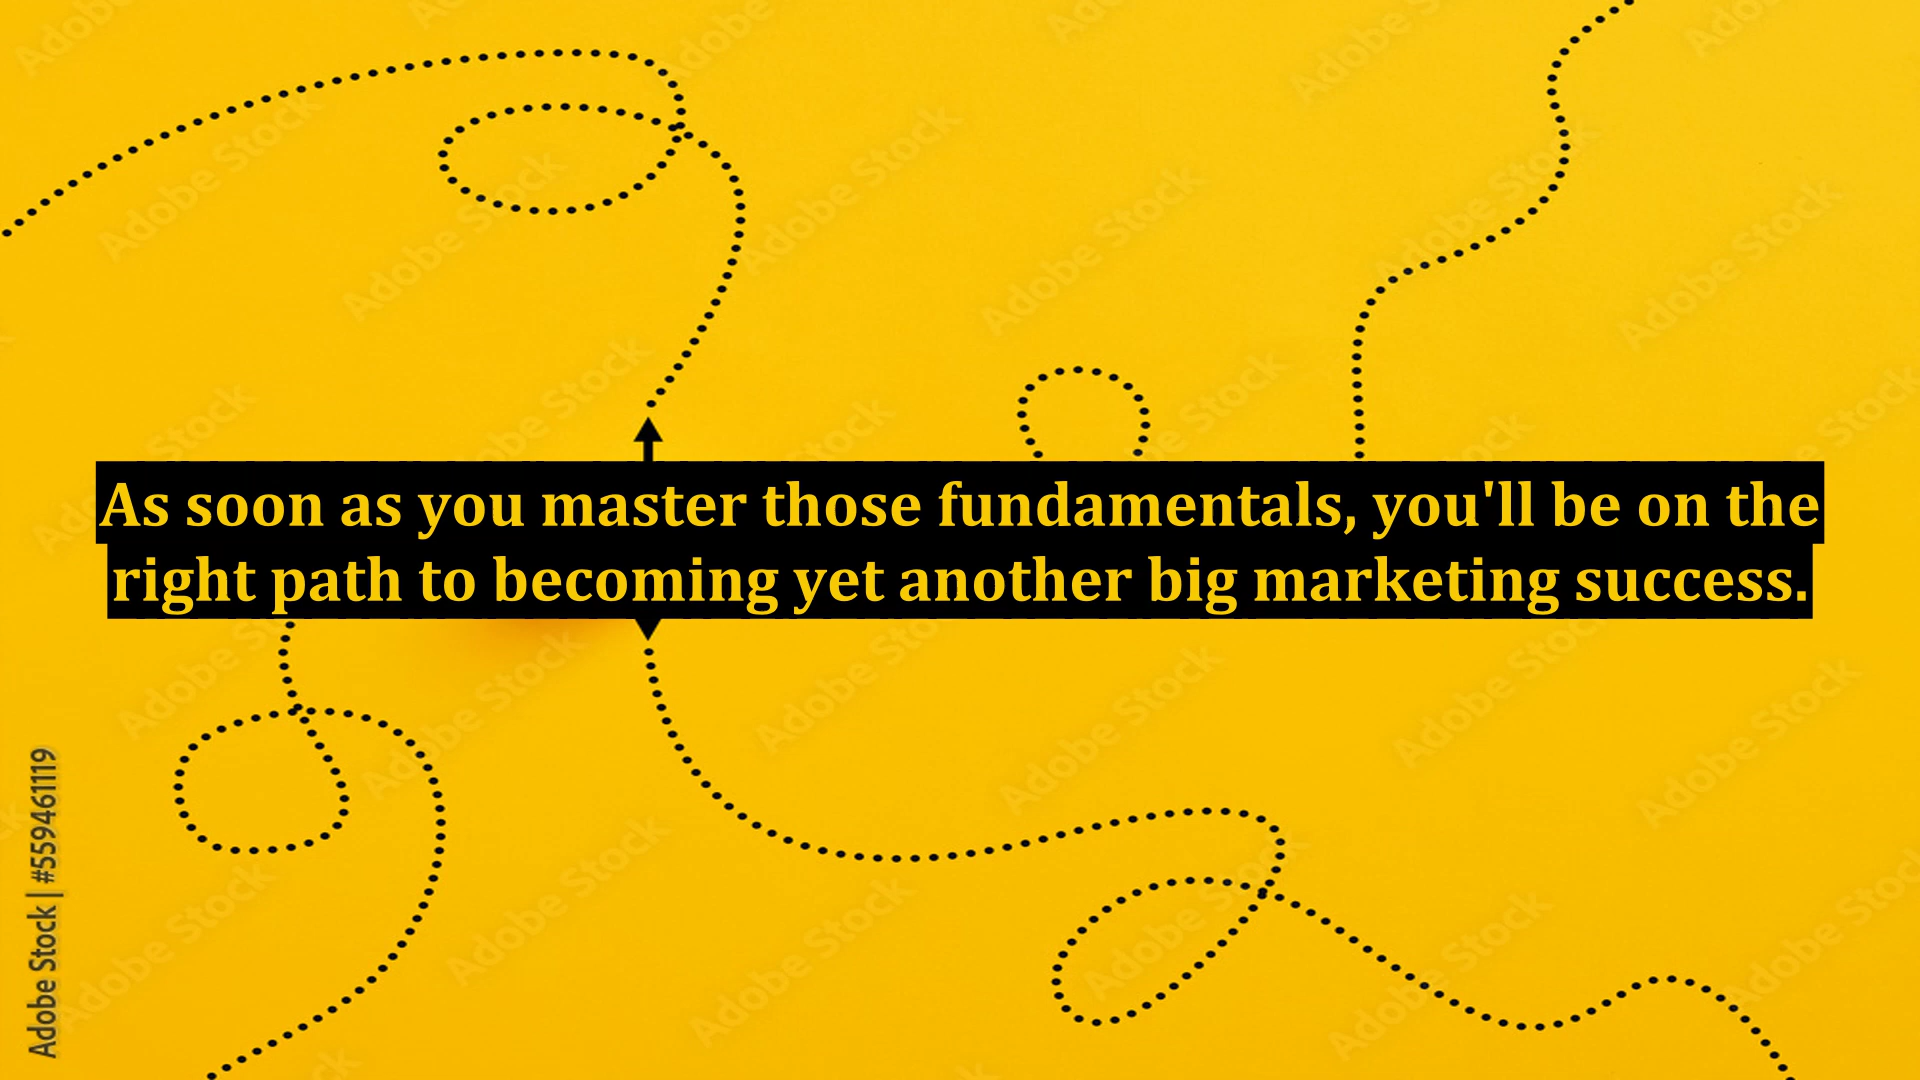 As soon as you master those fundamentals, you'll be on the
right path to becoming yet another big marketing success.
Adobe Stock | #559461119